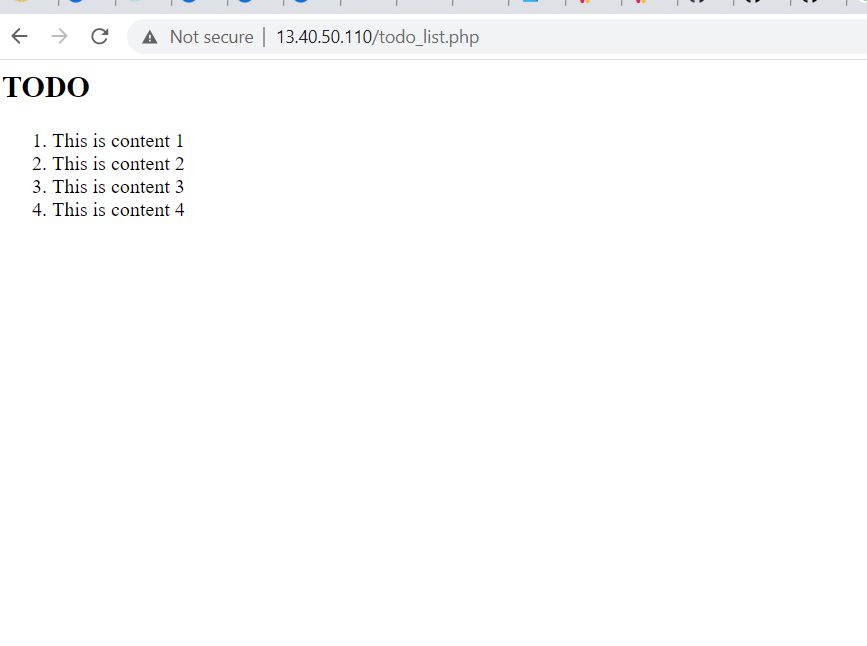 Not secure | 13.40.50.110/todo_list.php
TODO
1. This is content 1
2. This is content 2
3. This is content 3
4. This is content 4